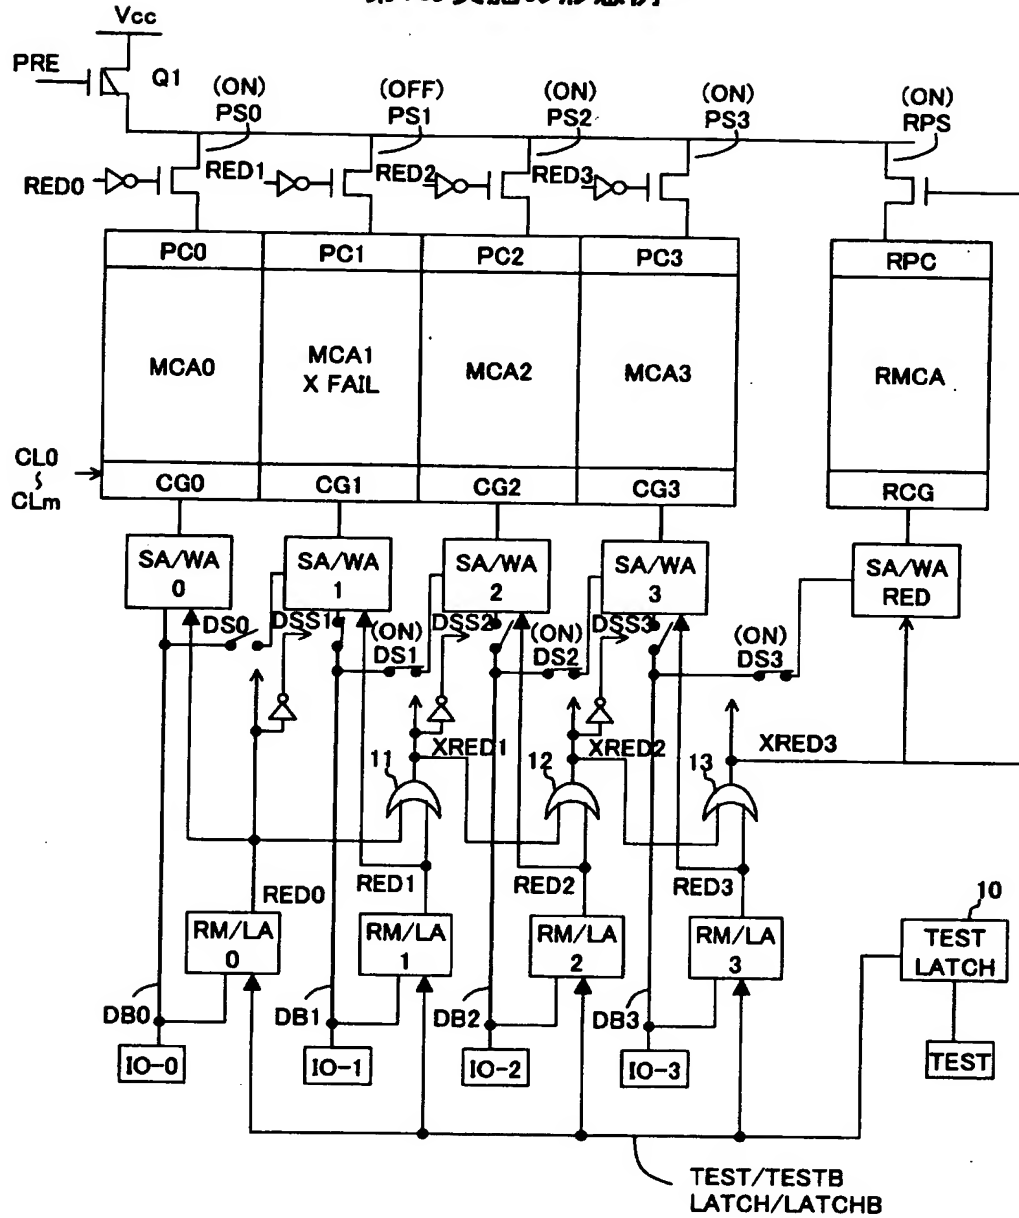 Vcc
PRE
Q1
(ON)
PS0
(OFF)
PS1
(ON)
PS2
(ON)
PS3
(ON)
RPS
RED0
RED1
RED2
RED3
PC0
PC1
PC2
PC3
RPC
MCA0
MCA1
X FAIL
MCA2
MCA3
RMCA
CL0
CLm
CG0
CG1
CG2
CG3
RCG
SA/WA
0
SA/WA
1
SA/WA
2
SA/WA
3
SA/WA
RED
DS0
DSS1
(ON)
DS1
DSS2
(ON)
DS2
DSS3
(ON)
DS3
11
XRED1
12
XRED2
13
XRED3
RED0
RED1
RED2
RED3
RM/LA
0
RM/LA
1
RM/LA
2
RM/LA
3
10
TEST
LATCH
DB0
DB1
DB2
DB3
IO-0
IO-1
IO-2
IO-3
TEST
TEST/TESTB
LATCH/LATCHB